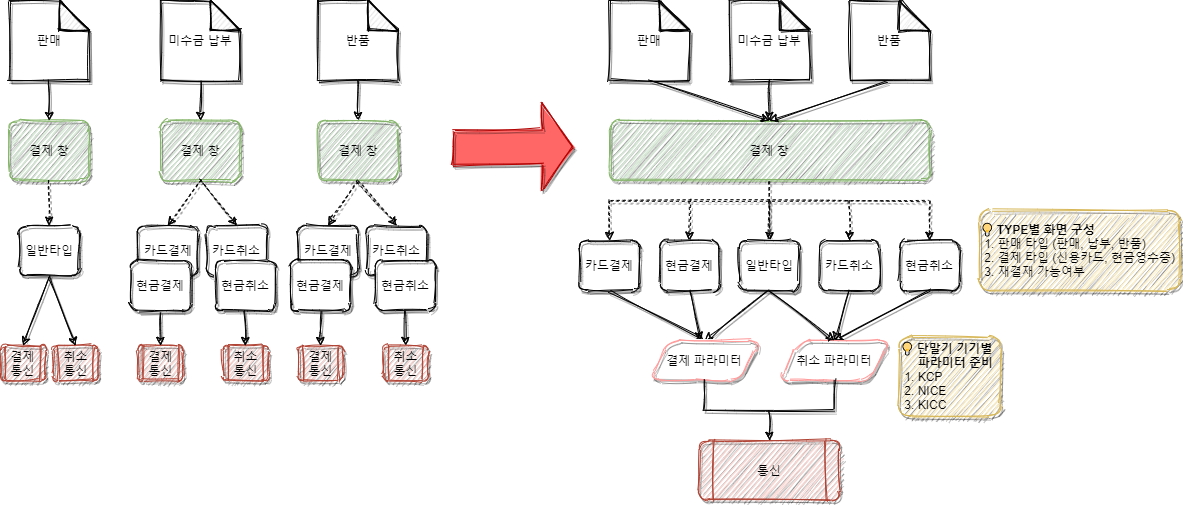 판매
미수금 납부
반품
결제 창
결제 창
결제 창
일반타입
카드결제
카드취소
현금결제
현금취소
카드결제
카드취소
현금결제
현금취소
결제
통신
취소
통신
결제
통신
취소
통신
결제
통신
취소
통신
판매
미수금 납부
반품
결제 창
카드결제
현금결제
일반타입
카드취소
현금취소
결제 파라미터
취소 파라미터
통신
TYPE별 화면 구성
1. 판매 타입 (판매, 납부, 반품)
2. 결제 타입 (신용카드, 현금영수증)
3. 재결재 가능여부
단말기 기기별
파라미터 준비
1. KCP
2. NICE
3. KICC